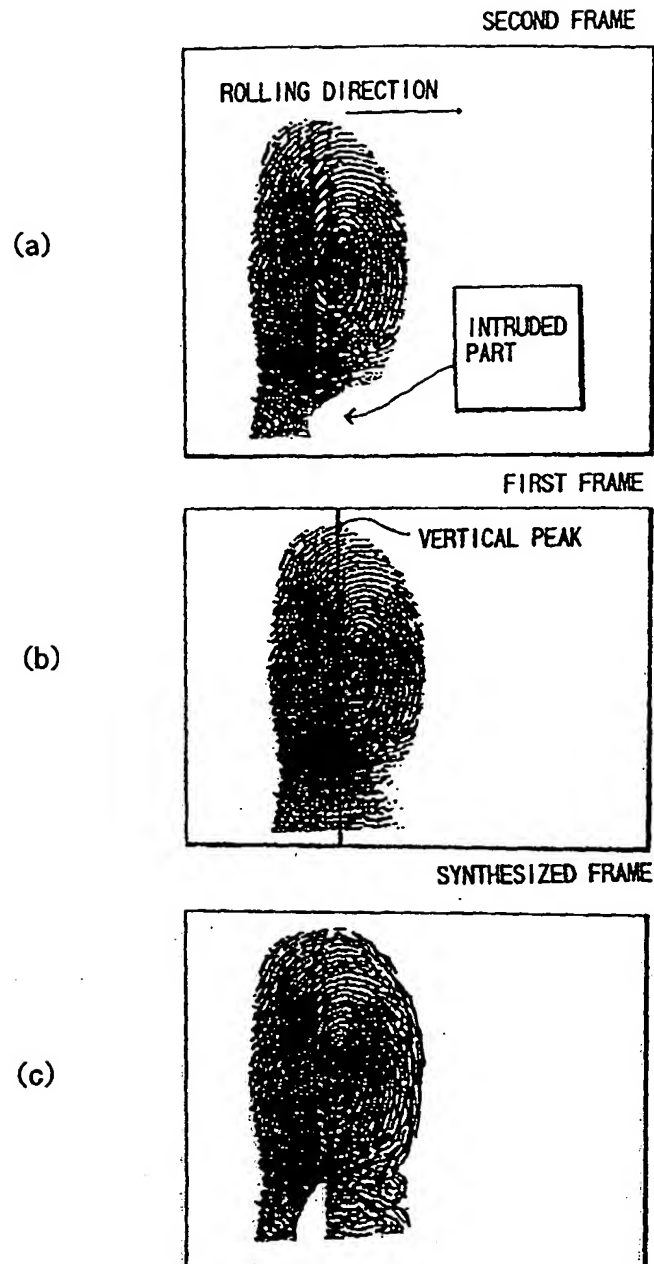 SECOND FRAME
ROLLING DIRECTION
(a)
INTRUDED
PART
FIRST FRAME
VERTICAL PEAK
(b)
SYNTHESIZED FRAME
(c)